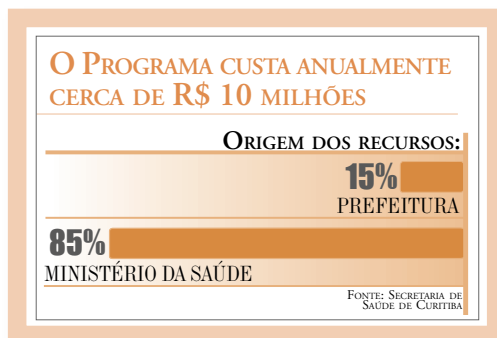 O Programa custa anualmente
cerca de R$ 10 milhões
Origem dos recursos:
15%
PREFEITURA
85%
MINISTÉRIO DA SAÚDE
Fonte: Secretaria de
Saúde de Curitiba